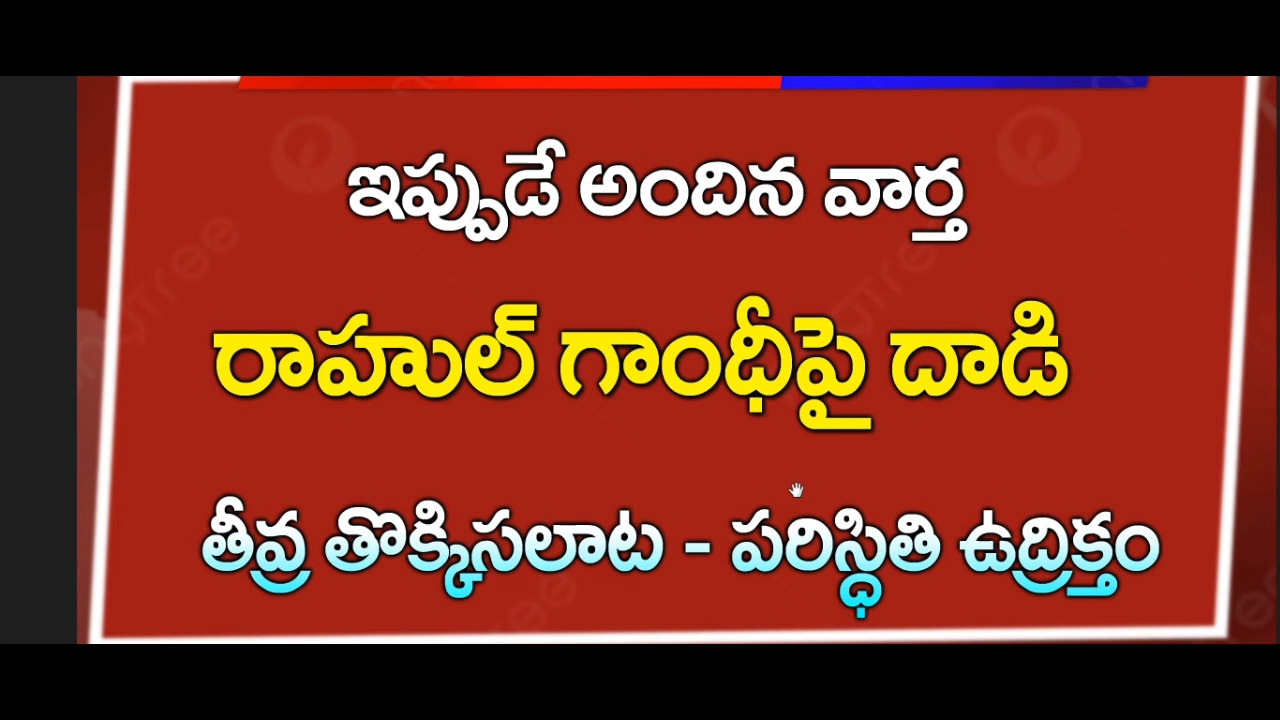 ఇప్పుడే అందిన వార్త
రాహుల్ గాంధీపై దాడి
తీవ్ర తొక్కిసలాట - పరిస్ధితి ఉద్రిక్తం